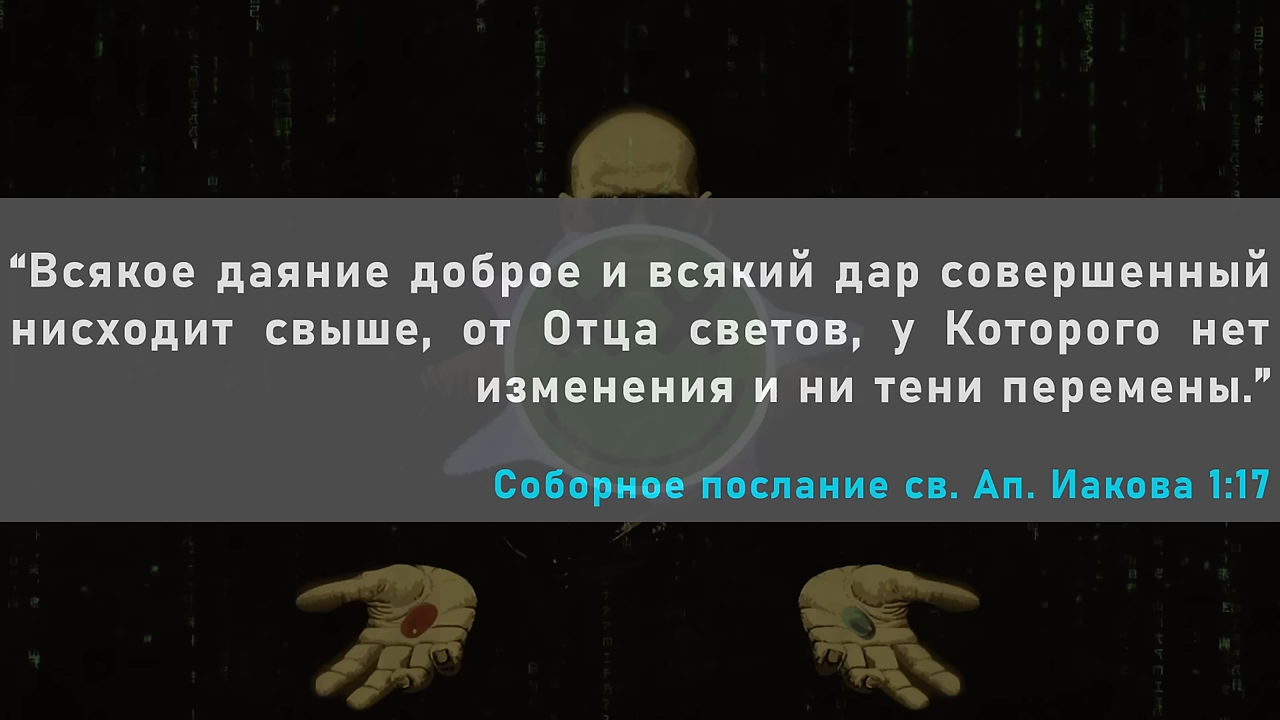 “Всякое даяние доброе и всякий дар совершенный
нисходит свыше, от Отца светов, у Которого нет
изменения и ни тени перемены.”
Соборное послание св. Ап. Иакова 1:17